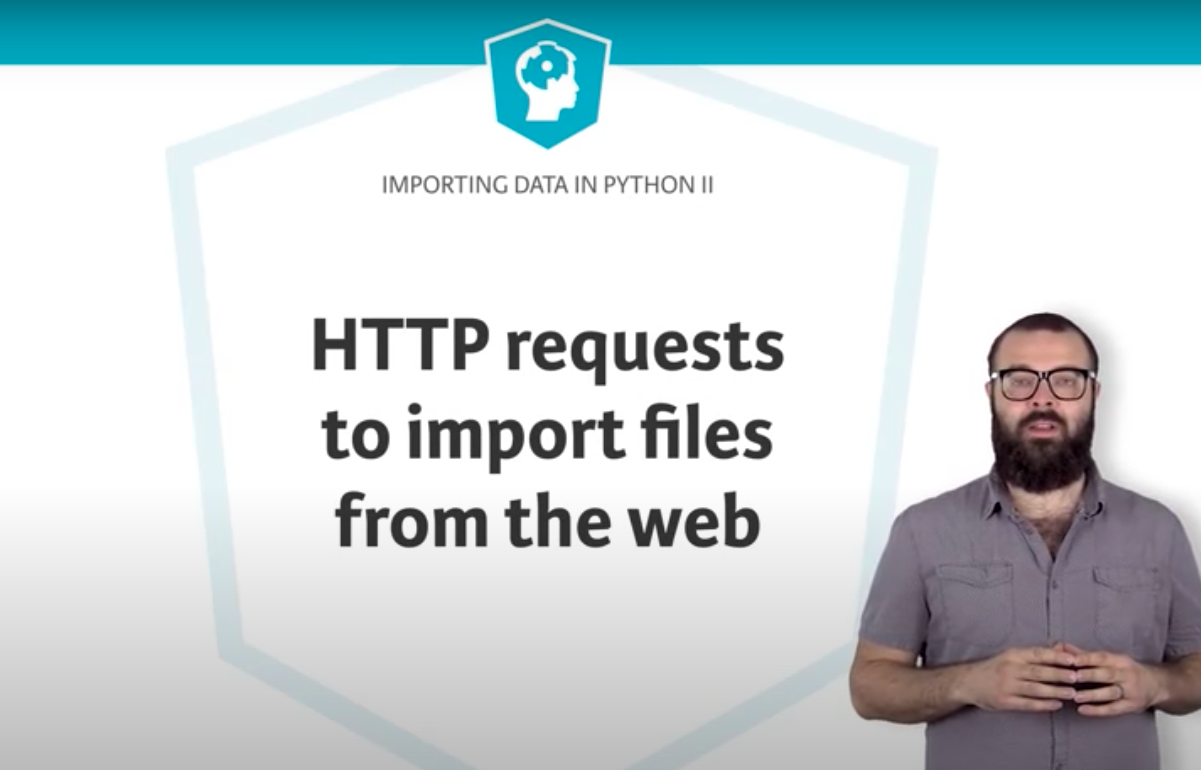 IMPORTING DATA IN PYTHON II
HTTP requests
to import files
from the web